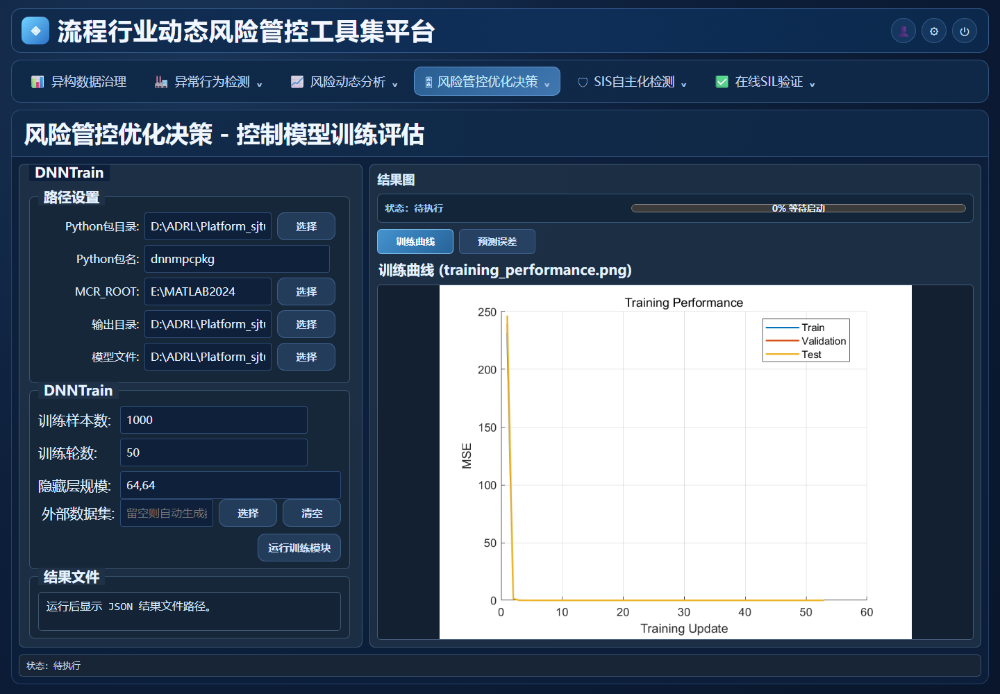 流程行业动态风险管控工具集平台
异构数据治理 异常行为检测 风险动态分析 风险管控优化决策 SIS自主化检测 在线SIL验证
风险管控优化决策 - 控制模型训练评估
DNNTrain
路径设置
Python包目录: D:\ADRL\Platform_sjtu 选择
Python包名: dnnmpcpkg
MCR_ROOT: E:\MATLAB2024 选择
输出目录: D:\ADRL\Platform_sjtu 选择
模型文件: D:\ADRL\Platform_sjtu 选择
DNNTrain
训练样本数: 1000
训练轮数: 50
隐藏层规模: 64,64
外部数据集: 留空则自动生成 选择 清空
运行训练模块
结果文件
运行后显示 JSON 结果文件路径。
结果图
状态: 待执行 0% 等待启动
训练曲线 预测误差
训练曲线 (training_performance.png)
Training Performance
Train
Validation
Test
MSE
250
200
150
100
50
0
0 10 20 30 40 50 60
Training Update
状态: 待执行